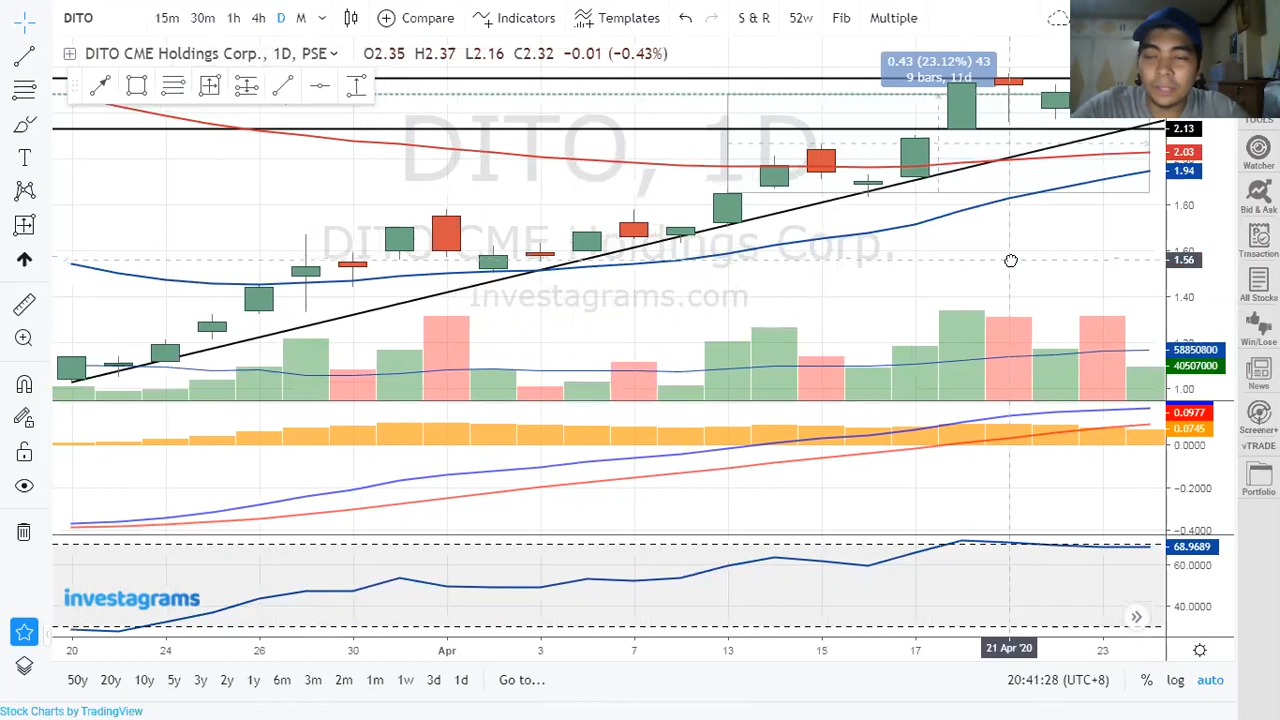 DITO 15m 30m 1h 4h D M Compare Indicators Templates S & R 52w Fib Multiple
DITO CME Holdings Corp., 1D, PSE O2.35 H2.37 L2.16 C2.32 −0.01 (−0.43%)
0.43 (23.12%) 43
9 bars, 11d
DITO, 1D
DITO CME Holdings Corp.
Investagrams.com
2.13
2.03
1.94
1.80
1.60
1.56
1.40
58850800
40507000
1.00
0.0977
0.0745
0.0000
−0.2000
−0.4000
68.9689
60.0000
40.0000
investagrams
20 24 26 30 Apr 3 7 13 15 17 21 Apr '20 23
50y 20y 10y 5y 3y 2y 1y 6m 3m 2m 1m 1w 3d 1d Go to... 20:41:28 (UTC+8) % log auto
Stock Charts by TradingView
TOOLS
Watcher
Bid & Ask
Trnsaction
All Stocks
Win/Lose
News
Screener+
vTRADE
Portfolio